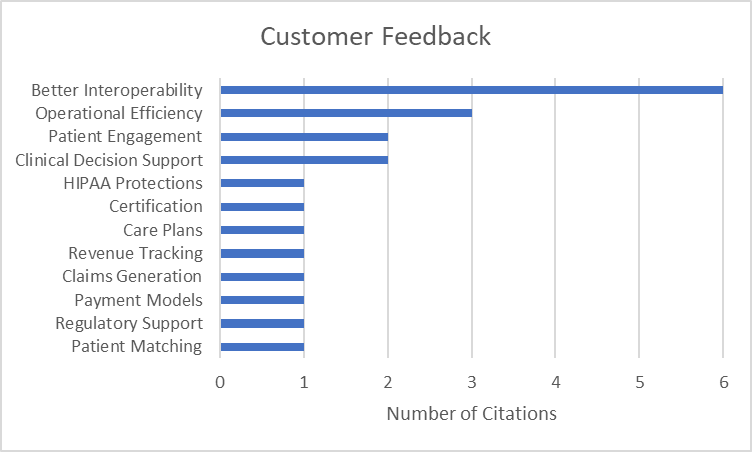 Customer Feedback
Better Interoperability
Operational Efficiency
Patient Engagement
Clinical Decision Support
HIPAA Protections
Certification
Care Plans
Revenue Tracking
Claims Generation
Payment Models
Regulatory Support
Patient Matching
0 1 2 3 4 5 6
Number of Citations